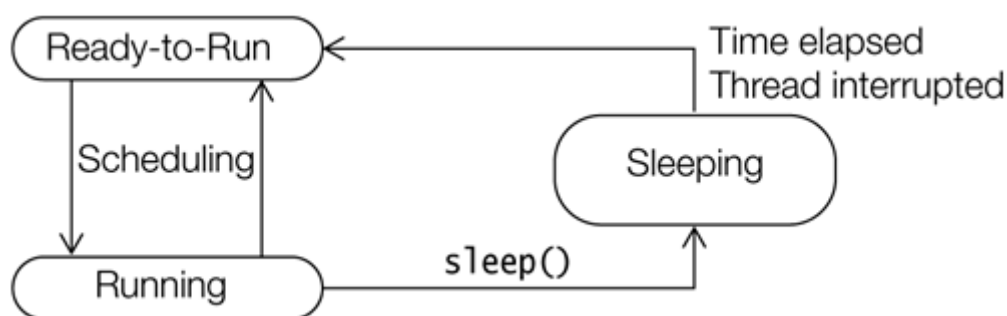 Ready-to-Run
Time elapsed
Thread interrupted
Scheduling
Sleeping
sleep()
Running